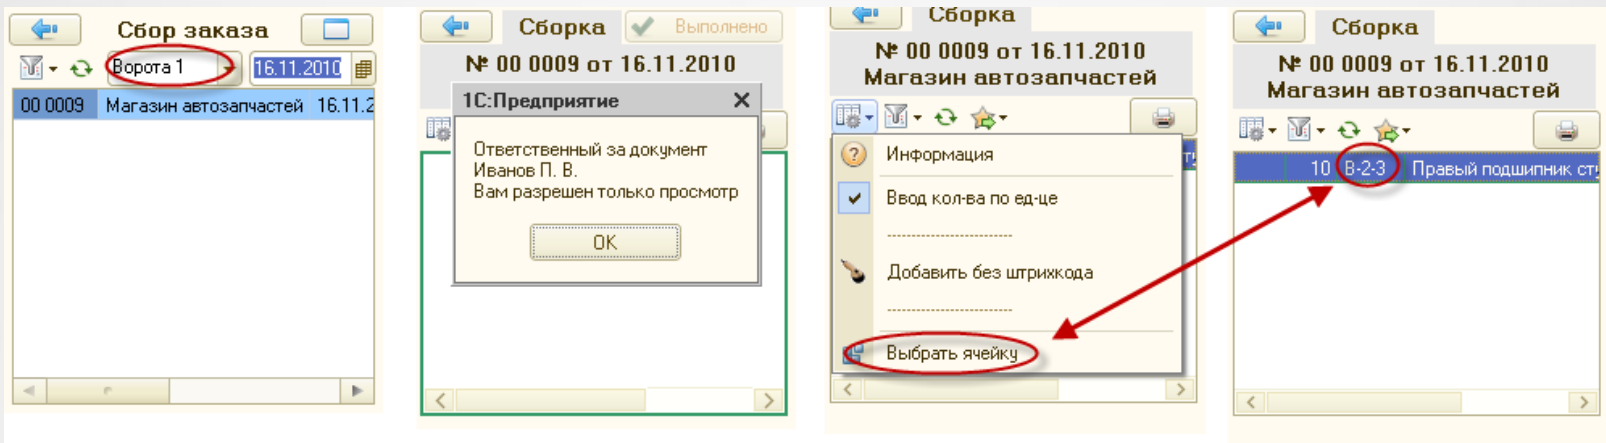 Сбор заказа
Ворота 1
16.11.2010
00 0009 Магазин автозапчастей 16.11.2
Сборка
Выполнено
№ 00 0009 от 16.11.2010
1С:Предприятие
Ответственный за документ
Иванов П. В.
Вам разрешен только просмотр
OK
Сборка
№ 00 0009 от 16.11.2010
Магазин автозапчастей
Информация
Ввод кол-ва по ед-це
Добавить без штрихкода
Выбрать ячейку
Сборка
№ 00 0009 от 16.11.2010
Магазин автозапчастей
10 В-2-3 Правый подшипник сту